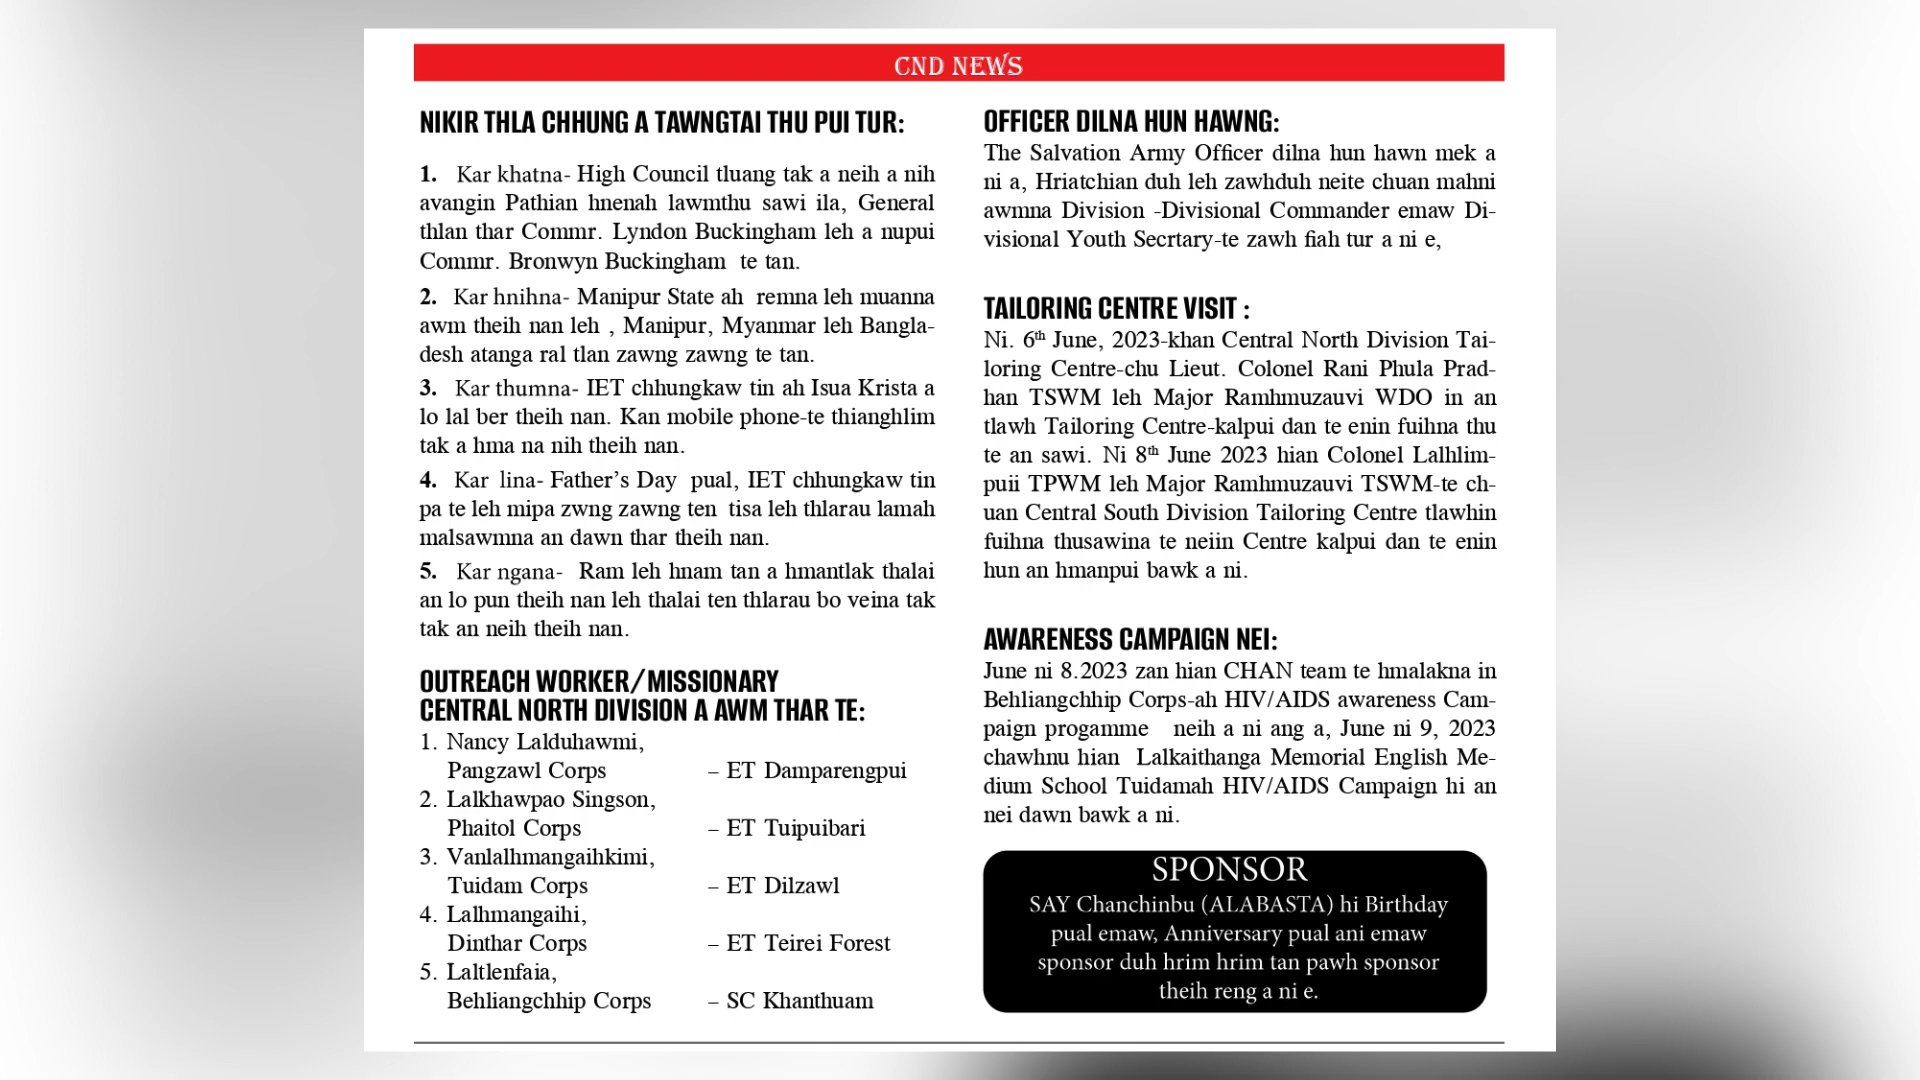 CND NEWS
NIKIR THLA CHHUNG A TAWNGTAI THU PUI TUR:
1. Kar khatna- High Council tluang tak a neih a nih
avangin Pathian hnenah lawmthu sawi ila, General
thlan thar Commr. Lyndon Buckingham leh a nupui
Commr. Bronwyn Buckingham te tan.
2. Kar hnihna- Manipur State ah remna leh muanna
awm theih nan leh , Manipur, Myanmar leh Bangla-
desh atanga ral tlan zawng zawng te tan.
3. Kar thumna- IET chhungkaw tin ah Isua Krista a
lo lal ber theih nan. Kan mobile phone-te thianghlim
tak a hma na nih theih nan.
4. Kar lina- Father’s Day pual, IET chhungkaw tin
pa te leh mipa zwng zawng ten tisa leh thlarau lamah
malsawmna an dawn thar theih nan.
5. Kar ngana- Ram leh hnam tan a hmantlak thalai
an lo pun theih nan leh thalai ten thlarau bo veina tak
tak an neih theih nan.
OUTREACH WORKER/MISSIONARY
CENTRAL NORTH DIVISION A AWM THAR TE:
1. Nancy Lalduhawmi,
Pangzawl Corps – ET Damparengpui
2. Lalkhawpao Singson,
Phaitol Corps – ET Tuipuibari
3. Vanlalhmangaihkimi,
Tuidam Corps – ET Dilzawl
4. Lalhmangaihi,
Dinthar Corps – ET Teirei Forest
5. Laltlenfaia,
Behliangchhip Corps – SC Khanthuam
OFFICER DILNA HUN HAWNG:
The Salvation Army Officer dilna hun hawn mek a
ni a, Hriatchian duh leh zawhduh neite chuan mahni
awmna Division -Divisional Commander emaw Di-
visional Youth Secrtary-te zawh fiah tur a ni e,
TAILORING CENTRE VISIT :
Ni. 6th June, 2023-khan Central North Division Tai-
loring Centre-chu Lieut. Colonel Rani Phula Prad-
han TSWM leh Major Ramhmuzauvi WDO in an
tlawh Tailoring Centre-kalpui dan te enin fuihna thu
te an sawi. Ni 8th June 2023 hian Colonel Lalhlim-
puii TPWM leh Major Ramhmuzauvi TSWM-te ch-
uan Central South Division Tailoring Centre tlawhin
fuihna thusawina te neiin Centre kalpui dan te enin
hun an hmanpui bawk a ni.
AWARENESS CAMPAIGN NEI:
June ni 8.2023 zan hian CHAN team te hmalakna in
Behliangchhip Corps-ah HIV/AIDS awareness Cam-
paign progamme neih a ni ang a, June ni 9, 2023
chawhnu hian Lalkaithanga Memorial English Me-
dium School Tuidamah HIV/AIDS Campaign hi an
nei dawn bawk a ni.
SPONSOR
SAY Chanchinbu (ALABASTA) hi Birthday
pual emaw, Anniversary pual ani emaw
sponsor duh hrim hrim tan pawh sponsor
theih reng a ni e.